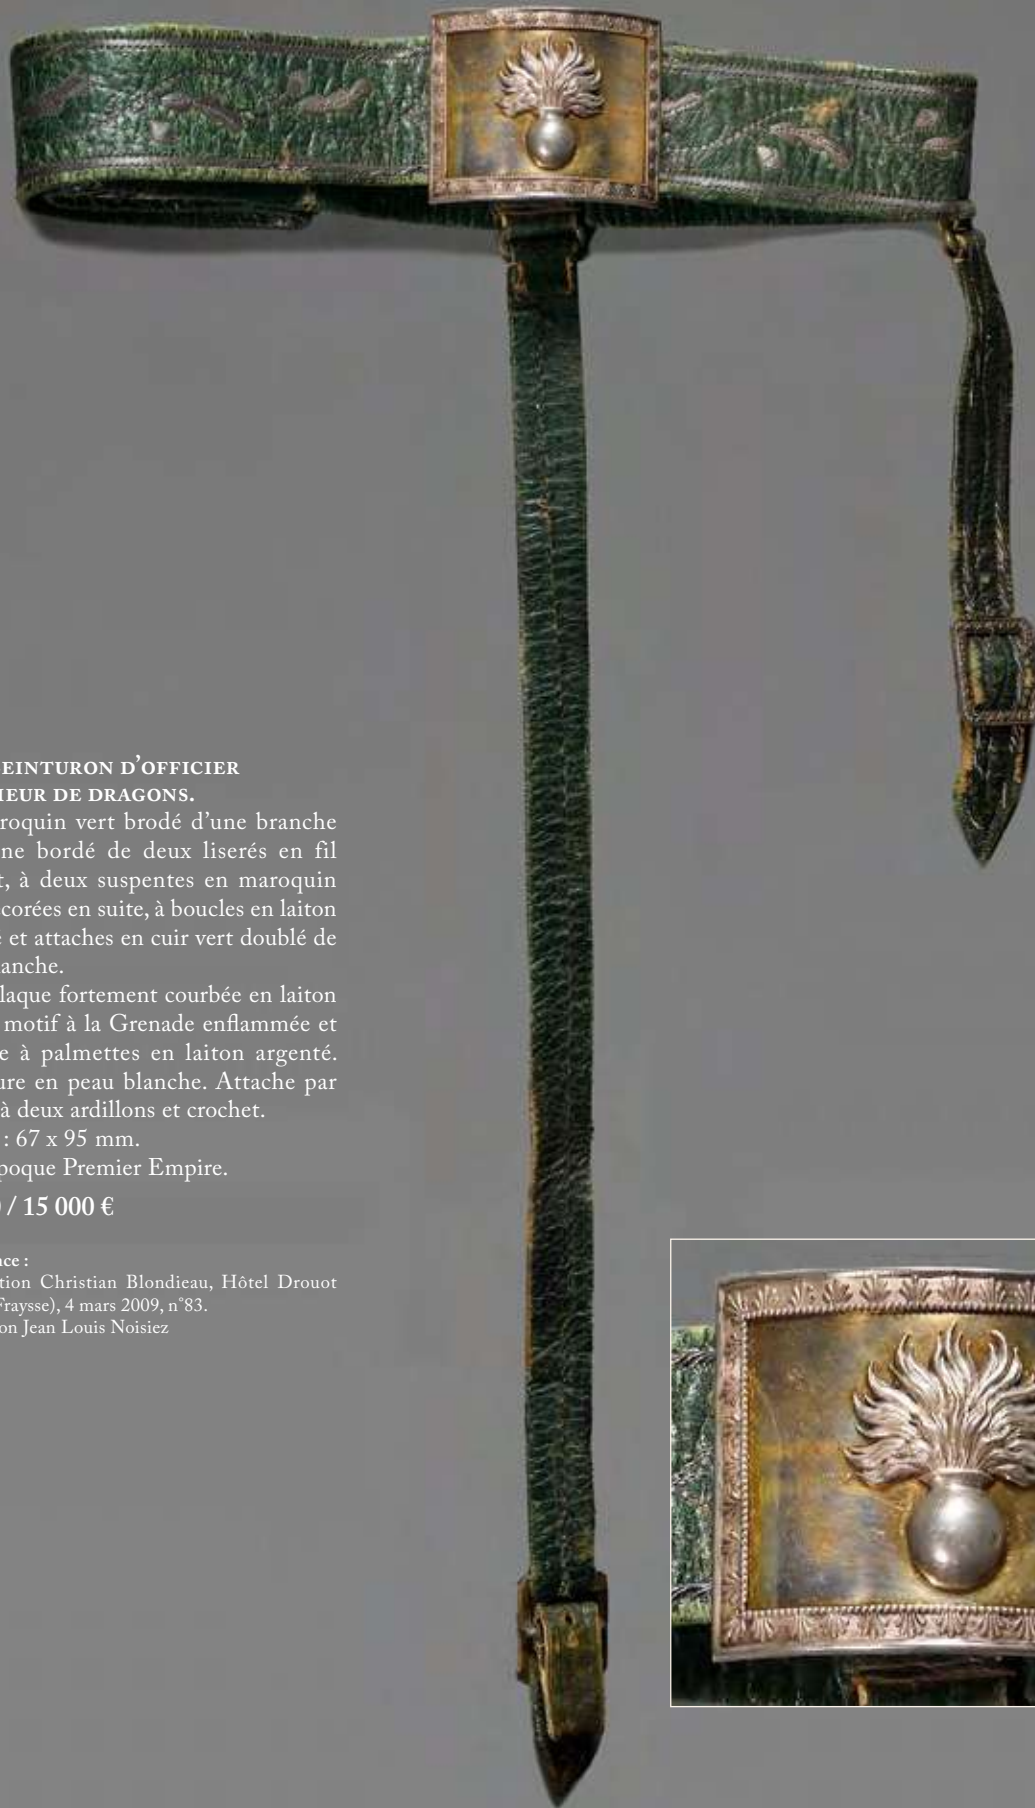 EINTURON D'OFFICIER
IEUR DE DRAGONS.
roquin vert brodé d'une branche
ne bordé de deux liserés en fil
t, à deux suspentes en maroquin
corées en suite, à boucles en laiton
é et attaches en cuir vert doublé de
lanche.
laque fortement courbée en laiton
motif à la Grenade enflammée et
e à palmettes en laiton argenté.
ure en peau blanche. Attache par
à deux ardillons et crochet.
: 67 x 95 mm.
poque Premier Empire.
/ 15 000 €
nce :
tion Christian Blondieau, Hôtel Drouot
Fraysse), 4 mars 2009, n°83.
on Jean Louis Noisiez